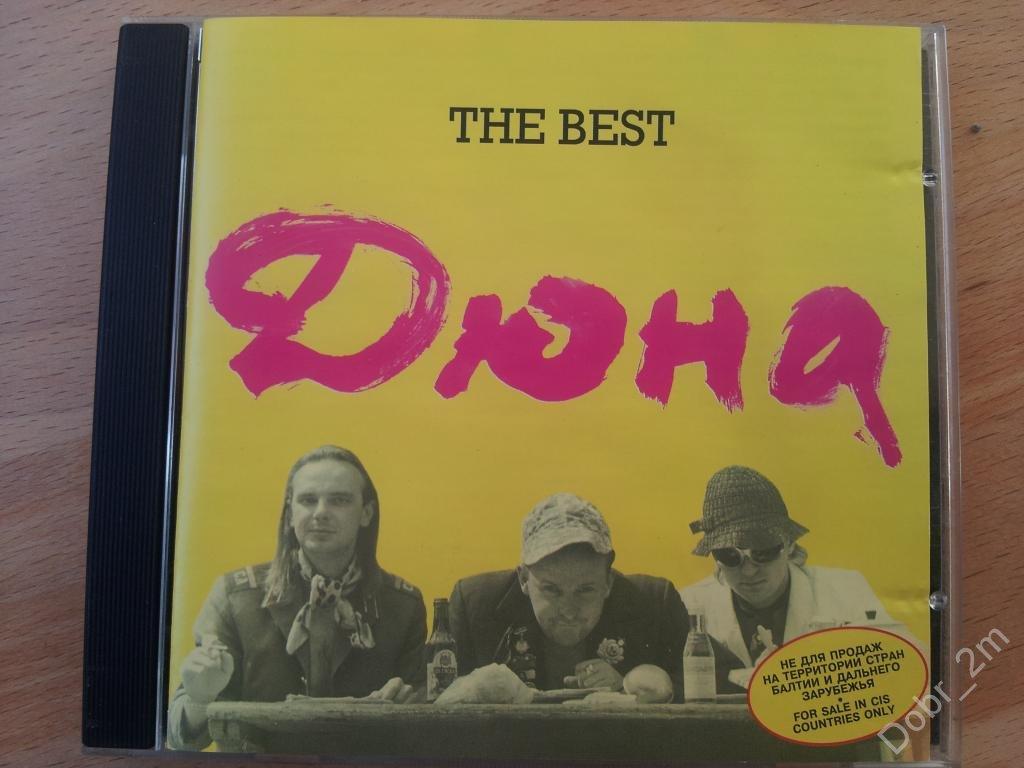 THE BEST
Дюна
НЕ ДЛЯ ПРОДАЖ
НА ТЕРРИТОРИИ СТРАН
БАЛТИИ И ДАЛЬНЕГО
ЗАРУБЕЖЬЯ
•
FOR SALE IN CIS
COUNTRIES ONLY
Dobr_2m